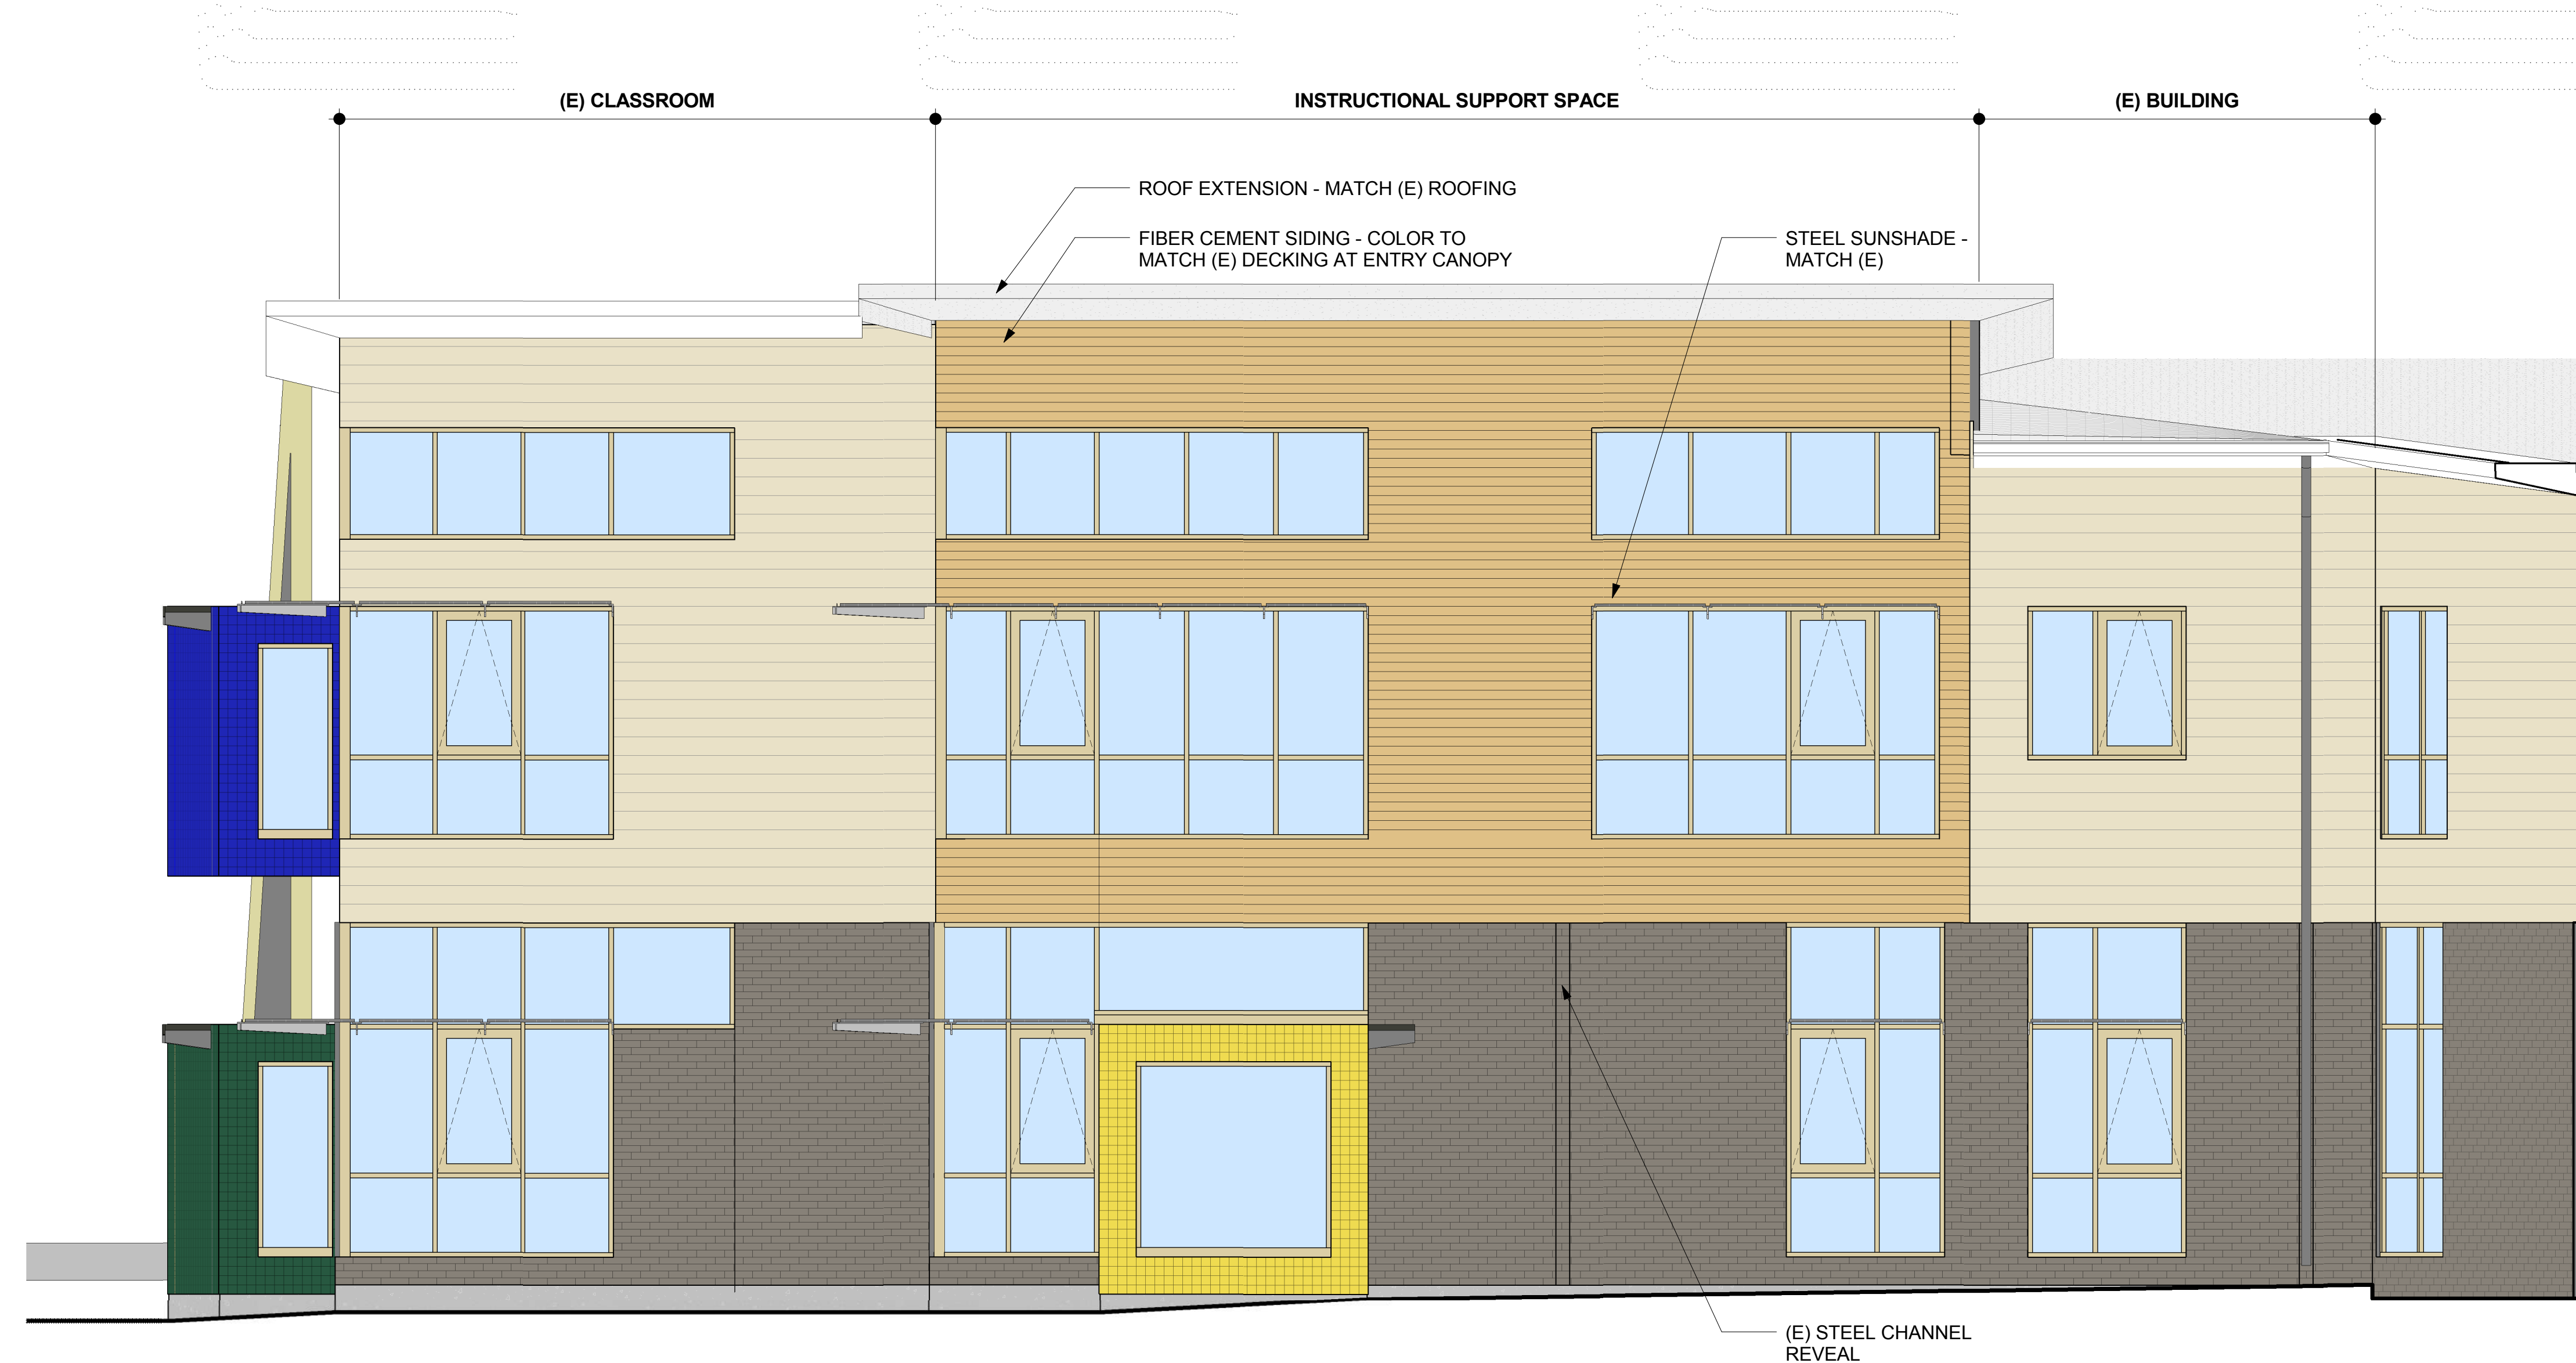 (E) CLASSROOM
INSTRUCTIONAL SUPPORT SPACE
(E) BUILDING
ROOF EXTENSION - MATCH (E) ROOFING
FIBER CEMENT SIDING - COLOR TO
MATCH (E) DECKING AT ENTRY CANOPY
STEEL SUNSHADE -
MATCH (E)
(E) STEEL CHANNEL
REVEAL